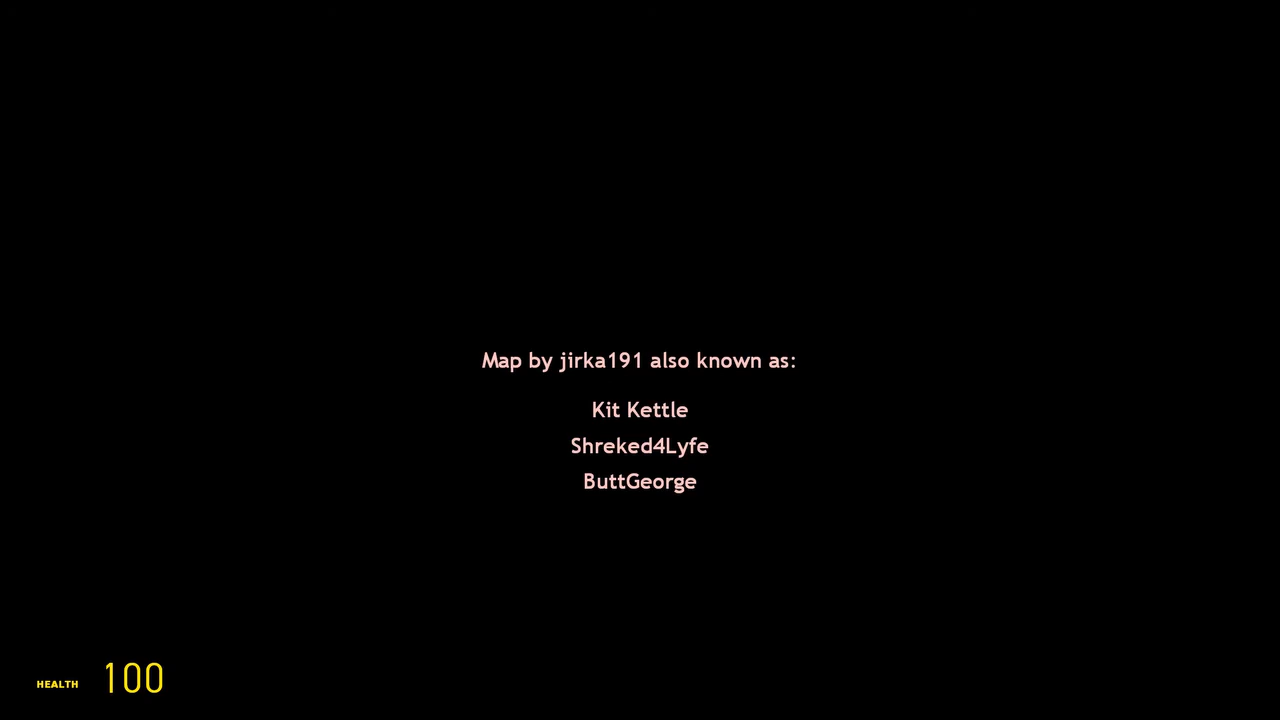 Map by jirka191 also known as:
Kit Kettle
Shreked4Lyfe
ButtGeorge
HEALTH 100